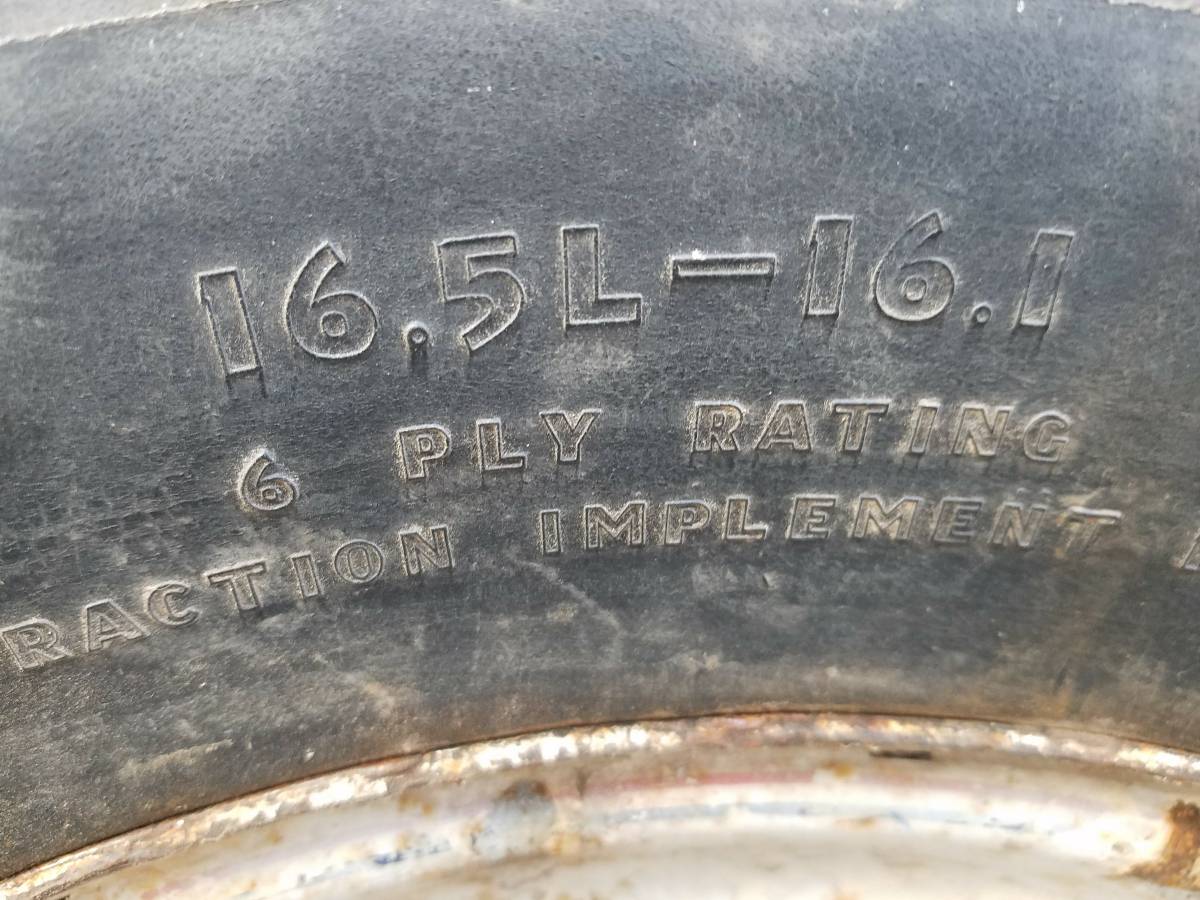 16.5L–16.1
6 PLY RATING
RACTION IMPLEMENT